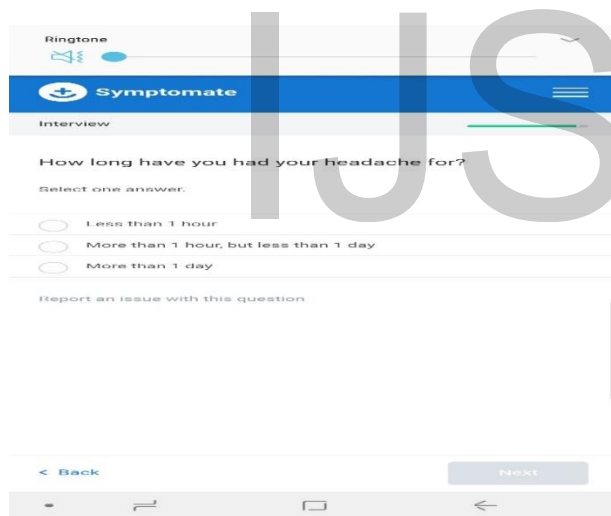 Ringtone
Symptomate
Interview
How long have you had your headache for?
Select one answer.
Less than 1 hour
More than 1 hour, but less than 1 day
More than 1 day
Report an issue with this question
< Back
Next
IJS